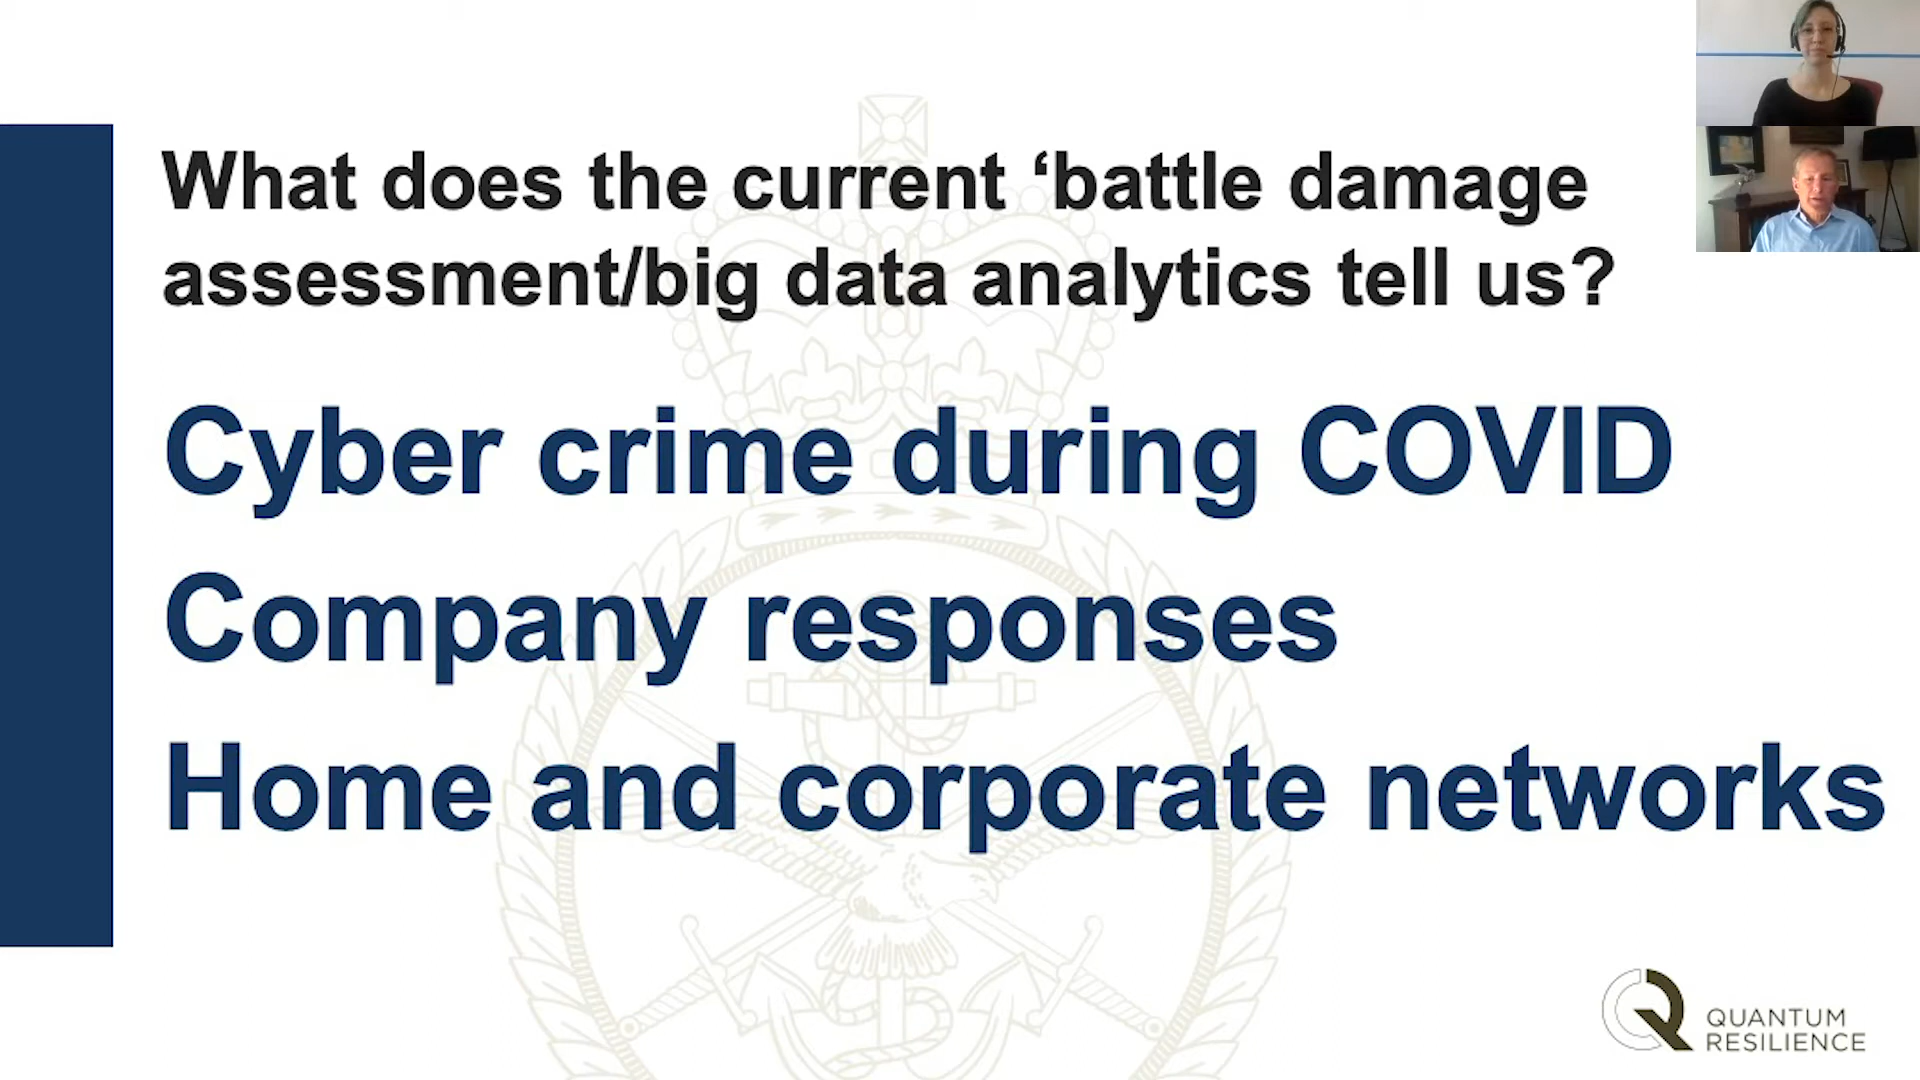 What does the current ‘battle damage
assessment/big data analytics tell us?
Cyber crime during COVID
Company responses
Home and corporate networks
QUANTUM
RESILIENCE